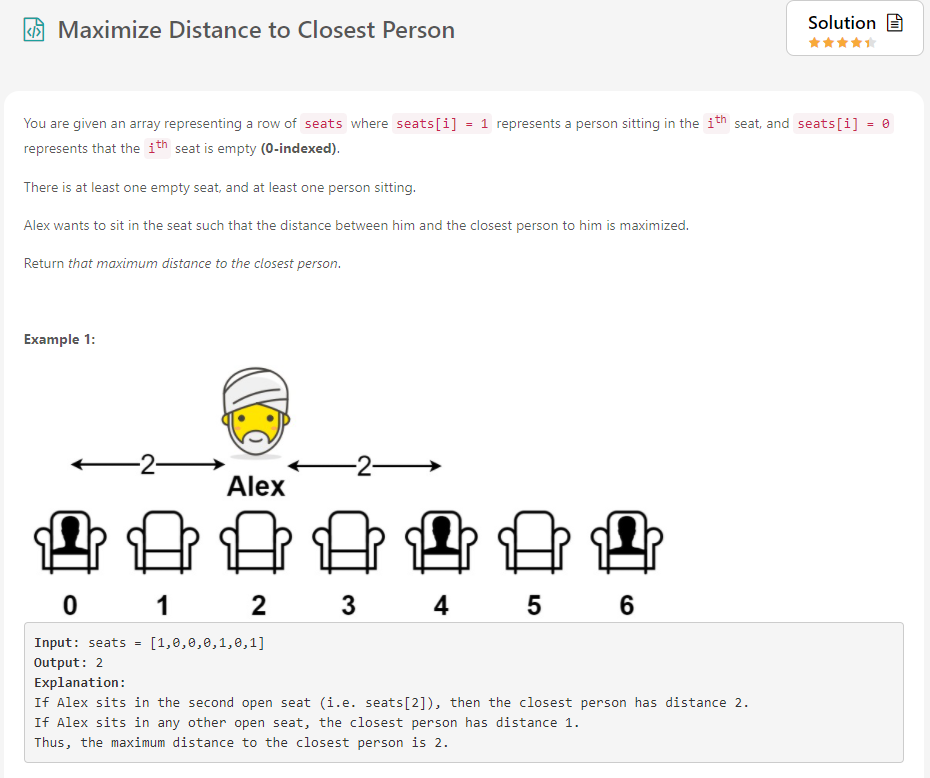 Maximize Distance to Closest Person
Solution
You are given an array representing a row of seats where seats[i] = 1 represents a person sitting in the ith seat, and seats[i] = 0
represents that the ith seat is empty (0-indexed).
There is at least one empty seat, and at least one person sitting.
Alex wants to sit in the seat such that the distance between him and the closest person to him is maximized.
Return that maximum distance to the closest person.
Example 1:
2 2
Alex
0 1 2 3 4 5 6
Input: seats = [1,0,0,0,1,0,1]
Output: 2
Explanation:
If Alex sits in the second open seat (i.e. seats[2]), then the closest person has distance 2.
If Alex sits in any other open seat, the closest person has distance 1.
Thus, the maximum distance to the closest person is 2.